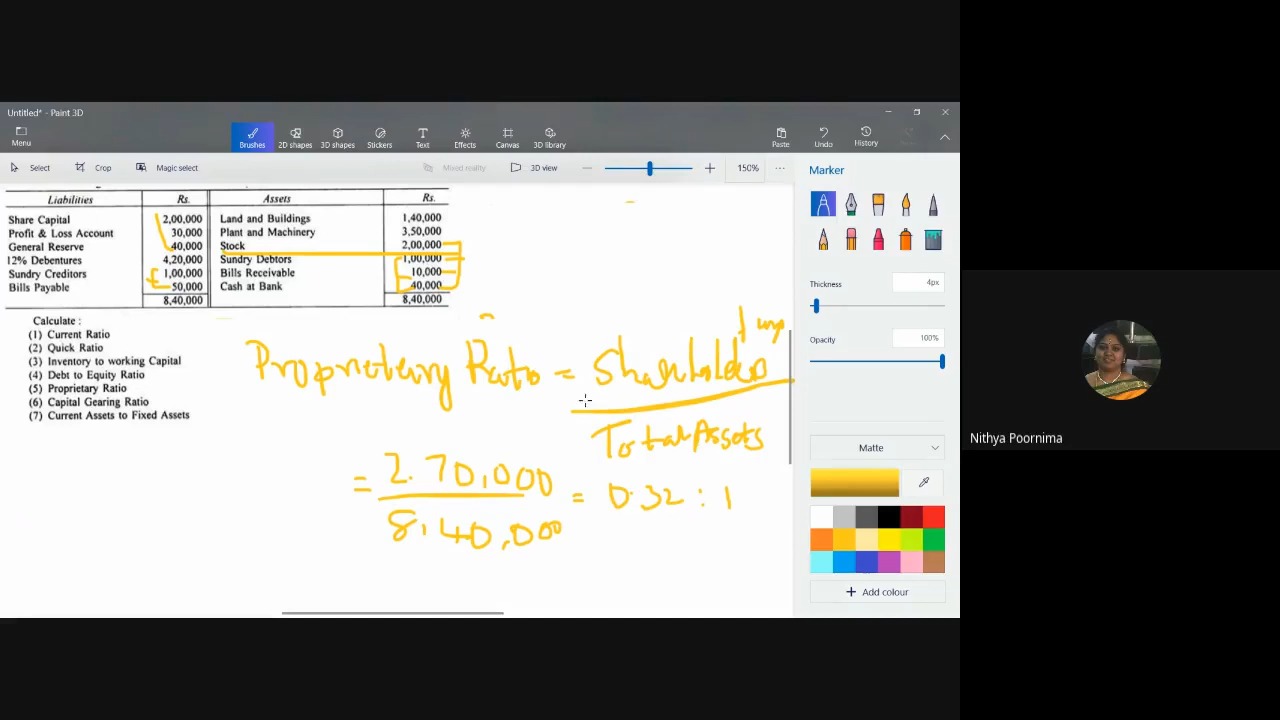 Untitled* - Paint 3D
Menu
Brushes
2D shapes
3D shapes
Stickers
Text
Effects
Canvas
3D library
Paste
Undo
History
Select
Crop
Magic select
Mixed reality
3D view
150%
Marker
Liabilities Rs. Assets Rs.
Share Capital 2,00,000 Land and Buildings 1,40,000
Profit & Loss Account 30,000 Plant and Machinery 3,50,000
General Reserve 40,000 Stock 2,00,000
12% Debentures 4,20,000 Sundry Debtors 1,00,000
Sundry Creditors 1,00,000 Bills Receivable 10,000
Bills Payable 50,000 Cash at Bank 40,000
8,40,000 8,40,000
Calculate :
(1) Current Ratio
(2) Quick Ratio
(3) Inventory to working Capital
(4) Debt to Equity Ratio
(5) Proprietary Ratio
(6) Capital Gearing Ratio
(7) Current Assets to Fixed Assets
Proprietary Ratio = Shareholders
Total Assets
= 2.70,000
8,40,000
= 0.32 : 1
Thickness
4px
Opacity
100%
Matte
Add colour
Nithya Poornima